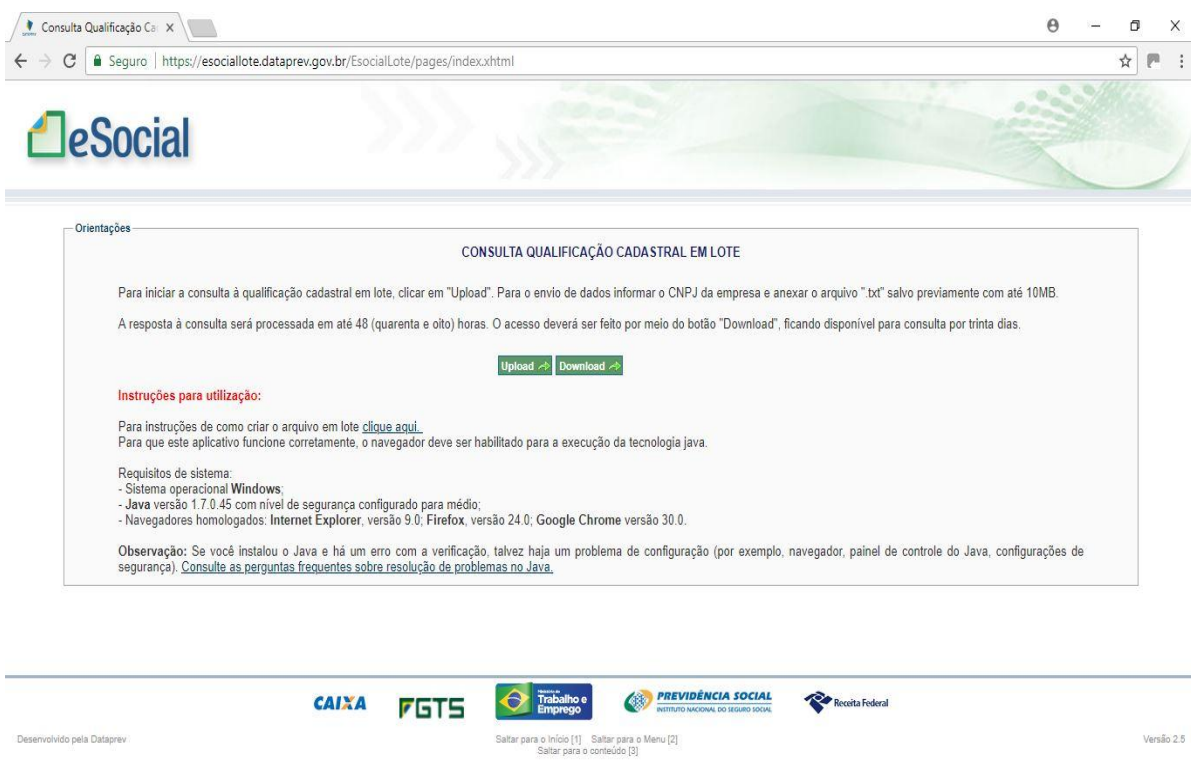 Consulta Qualificação Ca
Seguro | https://esociallote.dataprev.gov.br/EsocialLote/pages/index.xhtml
eSocial
Orientações
CONSULTA QUALIFICAÇÃO CADASTRAL EM LOTE
Para iniciar a consulta à qualificação cadastral em lote, clicar em "Upload". Para o envio de dados informar o CNPJ da empresa e anexar o arquivo ".txt" salvo previamente com até 10MB.
A resposta à consulta será processada em até 48 (quarenta e oito) horas. O acesso deverá ser feito por meio do botão "Download", ficando disponível para consulta por trinta dias.
Upload Download
Instruções para utilização:
Para instruções de como criar o arquivo em lote clique aqui.
Para que este aplicativo funcione corretamente, o navegador deve ser habilitado para a execução da tecnologia java.
Requisitos de sistema:
- Sistema operacional Windows;
- Java versão 1.7.0.45 com nível de segurança configurado para médio;
- Navegadores homologados: Internet Explorer, versão 9.0; Firefox, versão 24.0; Google Chrome versão 30.0.
Observação: Se você instalou o Java e há um erro com a verificação, talvez haja um problema de configuração (por exemplo, navegador, painel de controle do Java, configurações de
segurança). Consulte as perguntas frequentes sobre resolução de problemas no Java.
CAIXA FGTS Ministério do Trabalho e Emprego PREVIDÊNCIA SOCIAL INSTITUTO NACIONAL DO SEGURO SOCIAL Receita Federal
Desenvolvido pela Dataprev Saltar para o Início [1] Saltar para o Menu [2] Versão 2.5
Saltar para o conteúdo [3]